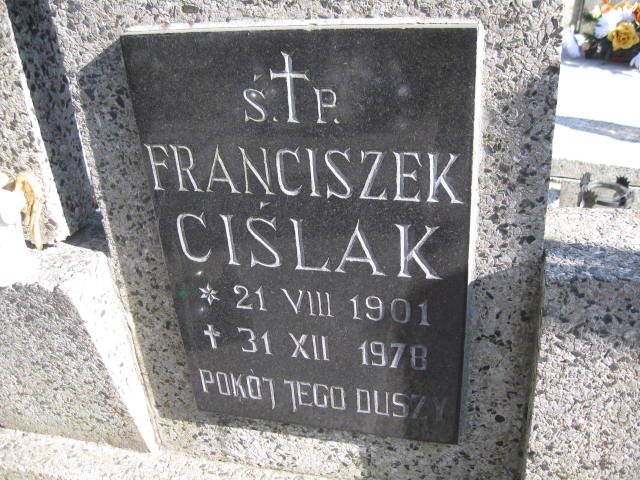 Ś.P.
FRANCISZEK
CIŚLAK
* 21 VIII 1901
✝ 31 XII 1978
POKÓJ JEGO DUSZY